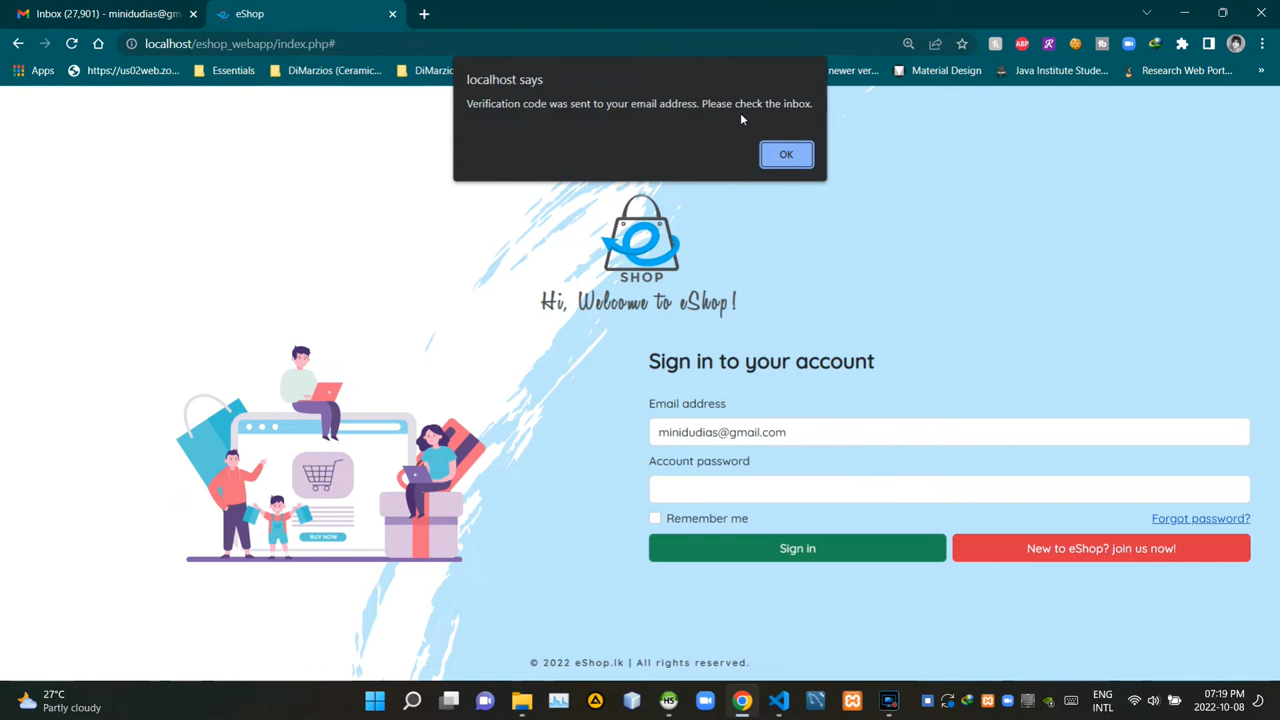 Inbox (27,901) - minidudias@gm
eShop
localhost/eshop_webapp/index.php#
ABP
Apps
https://us02web.zo...
Essentials
DiMarzios (Ceramic...
DiMarzio
newer ver...
Material Design
Java Institute Stude...
Research Web Port...
localhost says
Verification code was sent to your email address. Please check the inbox.
OK
e
SHOP
Hi, Welcome to eShop!
Sign in to your account
Email address
minidudias@gmail.com
Account password
Remember me
Forgot password?
Sign in
New to eShop? join us now!
BUY NOW
© 2022 eShop.lk | All rights reserved.
27°C
Partly cloudy
ENG
INTL
07:19 PM
2022-10-08